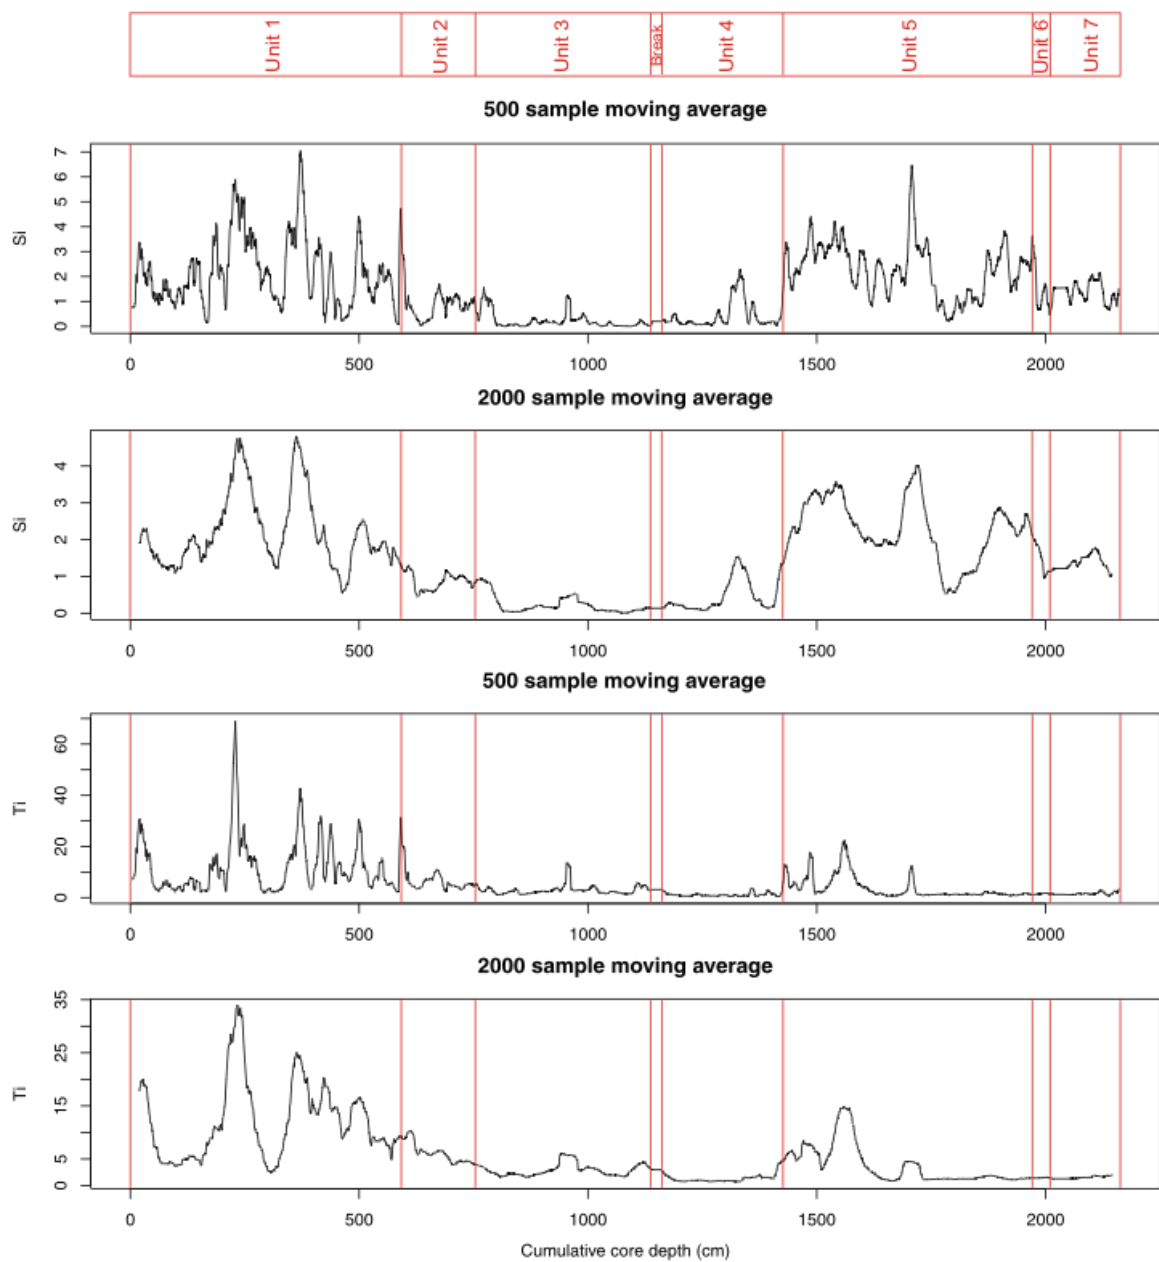 Unit 1 Unit 2 Unit 3 Break Unit 4 Unit 5 Unit 6 Unit 7
500 sample moving average
Si
7
6
5
4
3
2
1
0
0 500 1000 1500 2000
2000 sample moving average
Si
4
3
2
1
0
0 500 1000 1500 2000
500 sample moving average
Ti
60
40
20
0
0 500 1000 1500 2000
2000 sample moving average
Ti
35
25
15
5
0
0 500 1000 1500 2000
Cumulative core depth (cm)